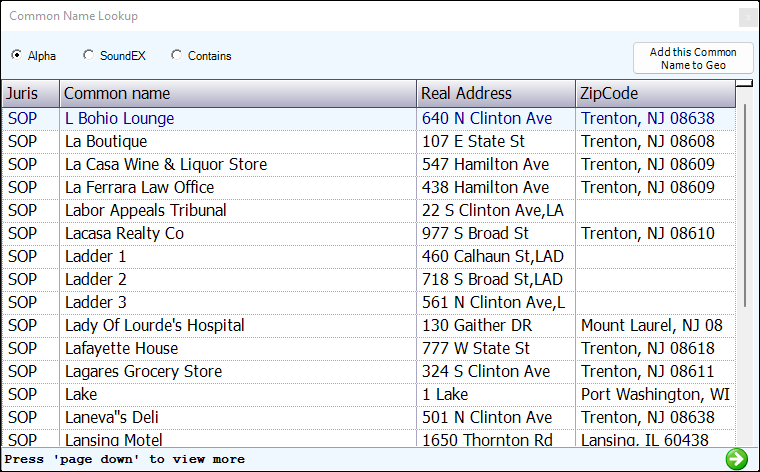 Common Name Lookup
Alpha SoundEX Contains Add this Common Name to Geo
Juris Common name Real Address ZipCode
SOP L Bohio Lounge 640 N Clinton Ave Trenton, NJ 08638
SOP La Boutique 107 E State St Trenton, NJ 08608
SOP La Casa Wine & Liquor Store 547 Hamilton Ave Trenton, NJ 08609
SOP La Ferrara Law Office 438 Hamilton Ave Trenton, NJ 08609
SOP Labor Appeals Tribunal 22 S Clinton Ave,LA
SOP Lacasa Realty Co 977 S Broad St Trenton, NJ 08610
SOP Ladder 1 460 Calhaun St,LAD
SOP Ladder 2 718 S Broad St,LAD
SOP Ladder 3 561 N Clinton Ave,L
SOP Lady Of Lourde's Hospital 130 Gaither DR Mount Laurel, NJ 08
SOP Lafayette House 777 W State St Trenton, NJ 08618
SOP Lagares Grocery Store 324 S Clinton Ave Trenton, NJ 08611
SOP Lake 1 Lake Port Washington, WI
SOP Laneva"s Deli 501 N Clinton Ave Trenton, NJ 08638
SOP Lansing Motel 1650 Thornton Rd Lansing, IL 60438
Press 'page down' to view more